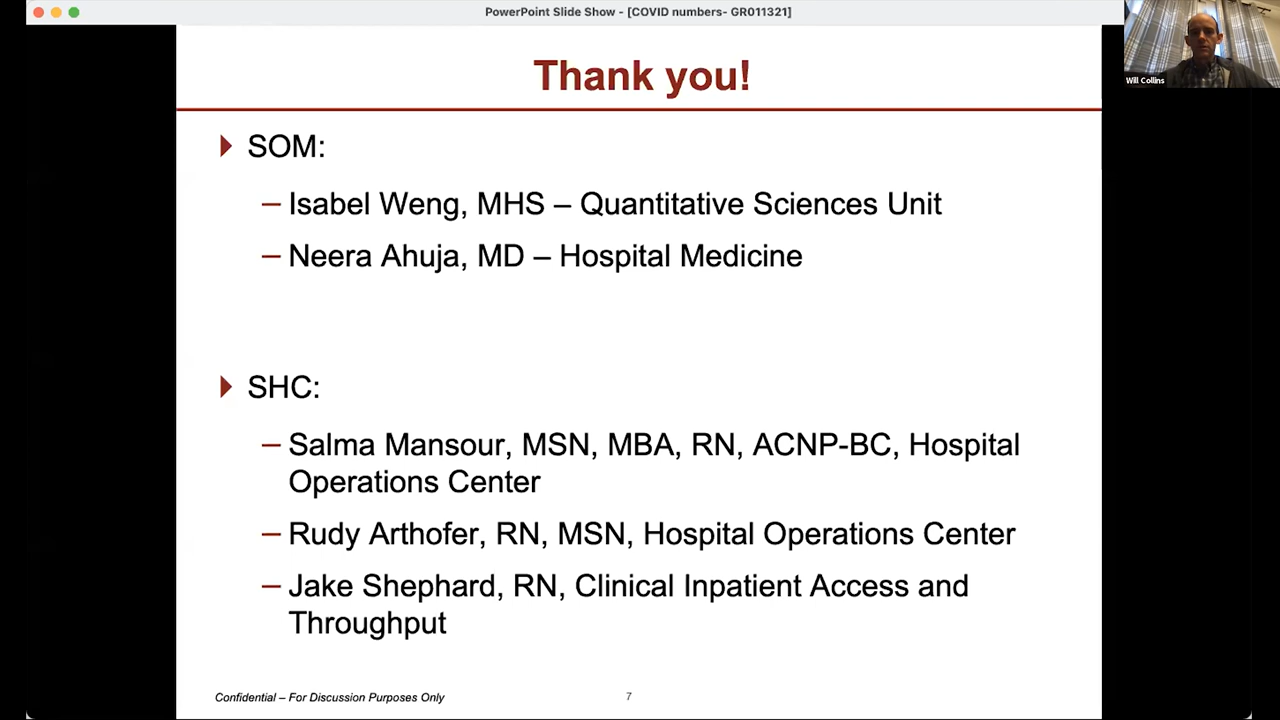 PowerPoint Slide Show - [COVID numbers- GR011321]
Will Collins
Thank you!
SOM:
– Isabel Weng, MHS – Quantitative Sciences Unit
– Neera Ahuja, MD – Hospital Medicine
SHC:
– Salma Mansour, MSN, MBA, RN, ACNP-BC, Hospital
Operations Center
– Rudy Arthofer, RN, MSN, Hospital Operations Center
– Jake Shephard, RN, Clinical Inpatient Access and
Throughput
Confidential – For Discussion Purposes Only
7